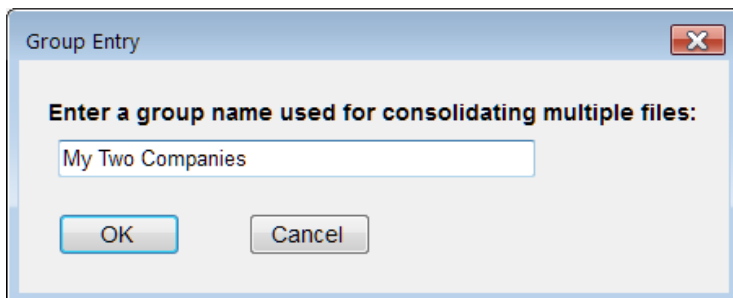 Group Entry
Enter a group name used for consolidating multiple files:
My Two Companies
OK
Cancel